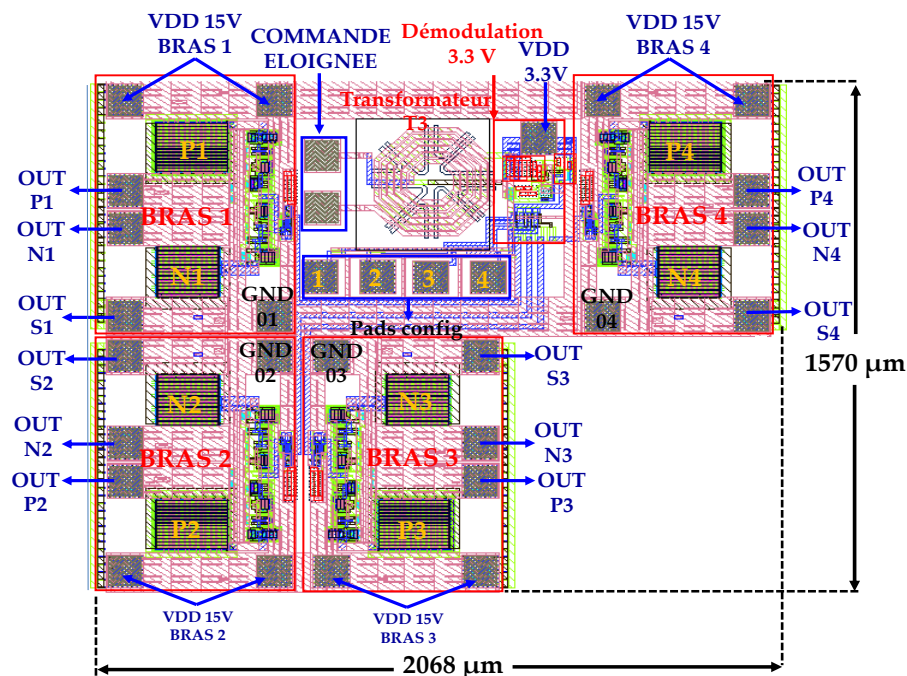 VDD 15V
BRAS 1
COMMANDE
ELOIGNEE
Démodulation
3.3 V
VDD
3.3V
VDD 15V
BRAS 4
Transformateur
T3
P1
P4
OUT
P1
OUT
N1
BRAS 1
BRAS 4
OUT
P4
OUT
N4
N1
1
2
3
4
N4
GND
01
GND
04
OUT
S1
Pads config
OUT
S4
OUT
S2
GND
02
GND
03
OUT
S3
1570 µm
N2
N3
OUT
N2
OUT
P2
BRAS 2
BRAS 3
OUT
N3
OUT
P3
P2
P3
VDD 15V
BRAS 2
VDD 15V
BRAS 3
2068 µm